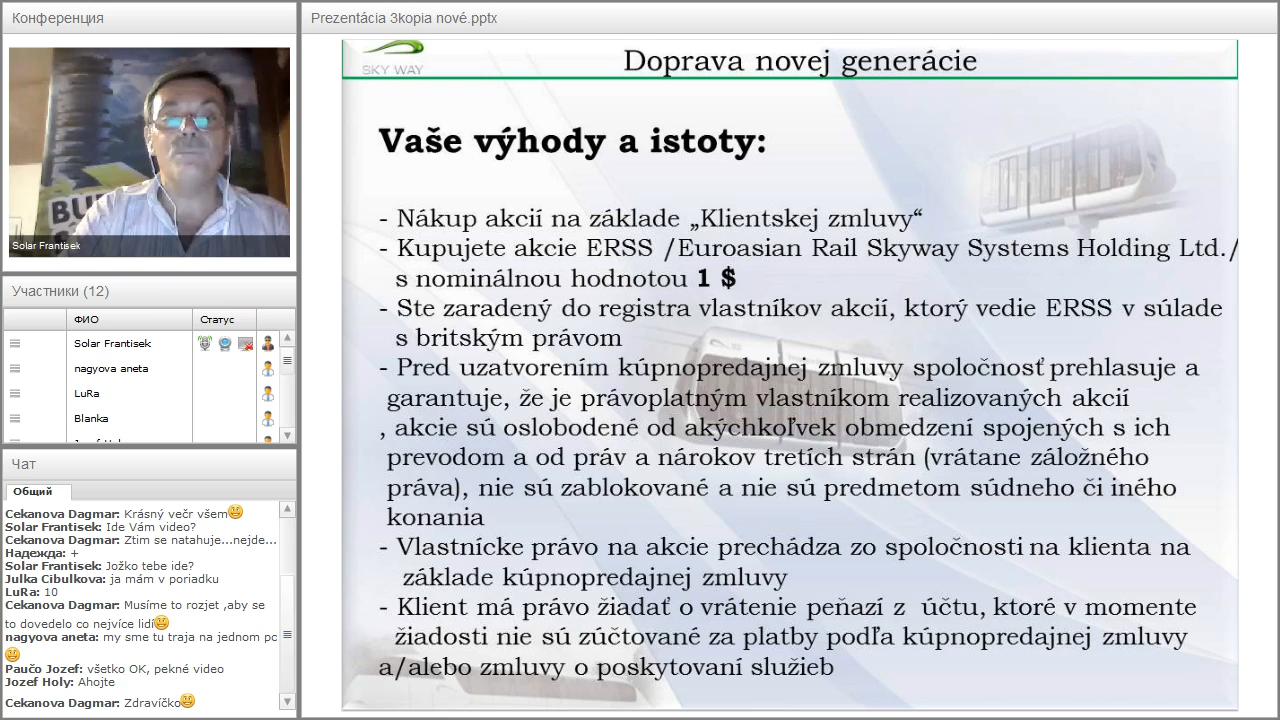 Конференция
BU
Solar Frantisek
Участники (12)
ФИО
Статус
Solar Frantisek
nagyova aneta
LuRa
Blanka
Чат
Общий
Cekanova Dagmar: Krásný večr všem
Solar Frantisek: Ide Vám video?
Cekanova Dagmar: Ztim se natahuje...nejde...
Надежда: +
Solar Frantisek: Jožko tebe ide?
Julka Cibulkova: ja mám v poriadku
LuRa: 10
Cekanova Dagmar: Musíme to rozjet ,aby se
to dovedelo co nejvíce lidí
nagyova aneta: my sme tu traja na jednom pc
Paučo Jozef: všetko OK, pekné video
Jozef Holy: Ahojte
Cekanova Dagmar: Zdravíčko
Prezentácia 3kopia nové.pptx
SKY WAY
Doprava novej generácie
Vaše výhody a istoty:
- Nákup akcií na základe „Klientskej zmluvy“
- Kupujete akcie ERSS /Euroasian Rail Skyway Systems Holding Ltd./
s nominálnou hodnotou 1 $
- Ste zaradený do registra vlastníkov akcií, ktorý vedie ERSS v súlade
s britským právom
- Pred uzatvorením kúpnopredajnej zmluvy spoločnosť prehlasuje a
garantuje, že je právoplatným vlastníkom realizovaných akcií
, akcie sú oslobodené od akýchkoľvek obmedzení spojených s ich
prevodom a od práv a nárokov tretích strán (vrátane záložného
práva), nie sú zablokované a nie sú predmetom súdneho či iného
konania
- Vlastnícke právo na akcie prechádza zo spoločnosti na klienta na
základe kúpnopredajnej zmluvy
- Klient má právo žiadať o vrátenie peňazí z účtu, ktoré v momente
žiadosti nie sú zúčtované za platby podľa kúpnopredajnej zmluvy
a/alebo zmluvy o poskytovaní služieb